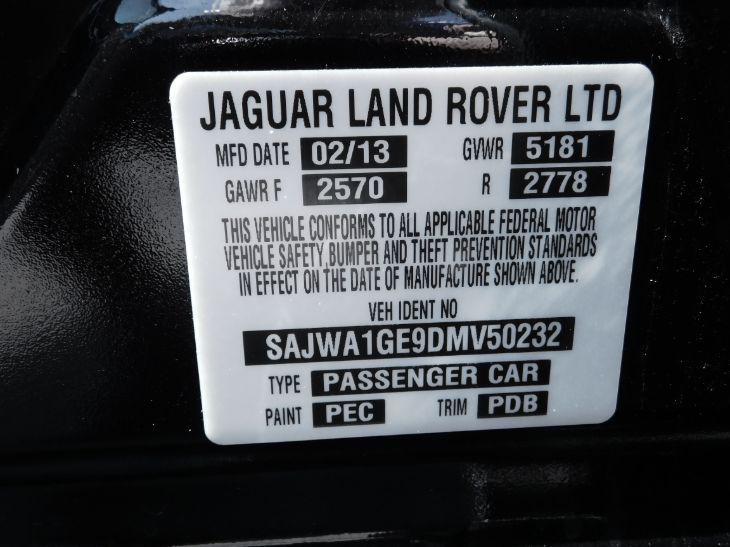 JAGUAR LAND ROVER LTD
MFD DATE 02/13 GVWR 5181
GAWR F 2570 R 2778
THIS VEHICLE CONFORMS TO ALL APPLICABLE FEDERAL MOTOR
VEHICLE SAFETY, BUMPER AND THEFT PREVENTION STANDARDS
IN EFFECT ON THE DATE OF MANUFACTURE SHOWN ABOVE.
VEH IDENT NO
SAJWA1GE9DMV50232
TYPE PASSENGER CAR
PAINT PEC TRIM PDB